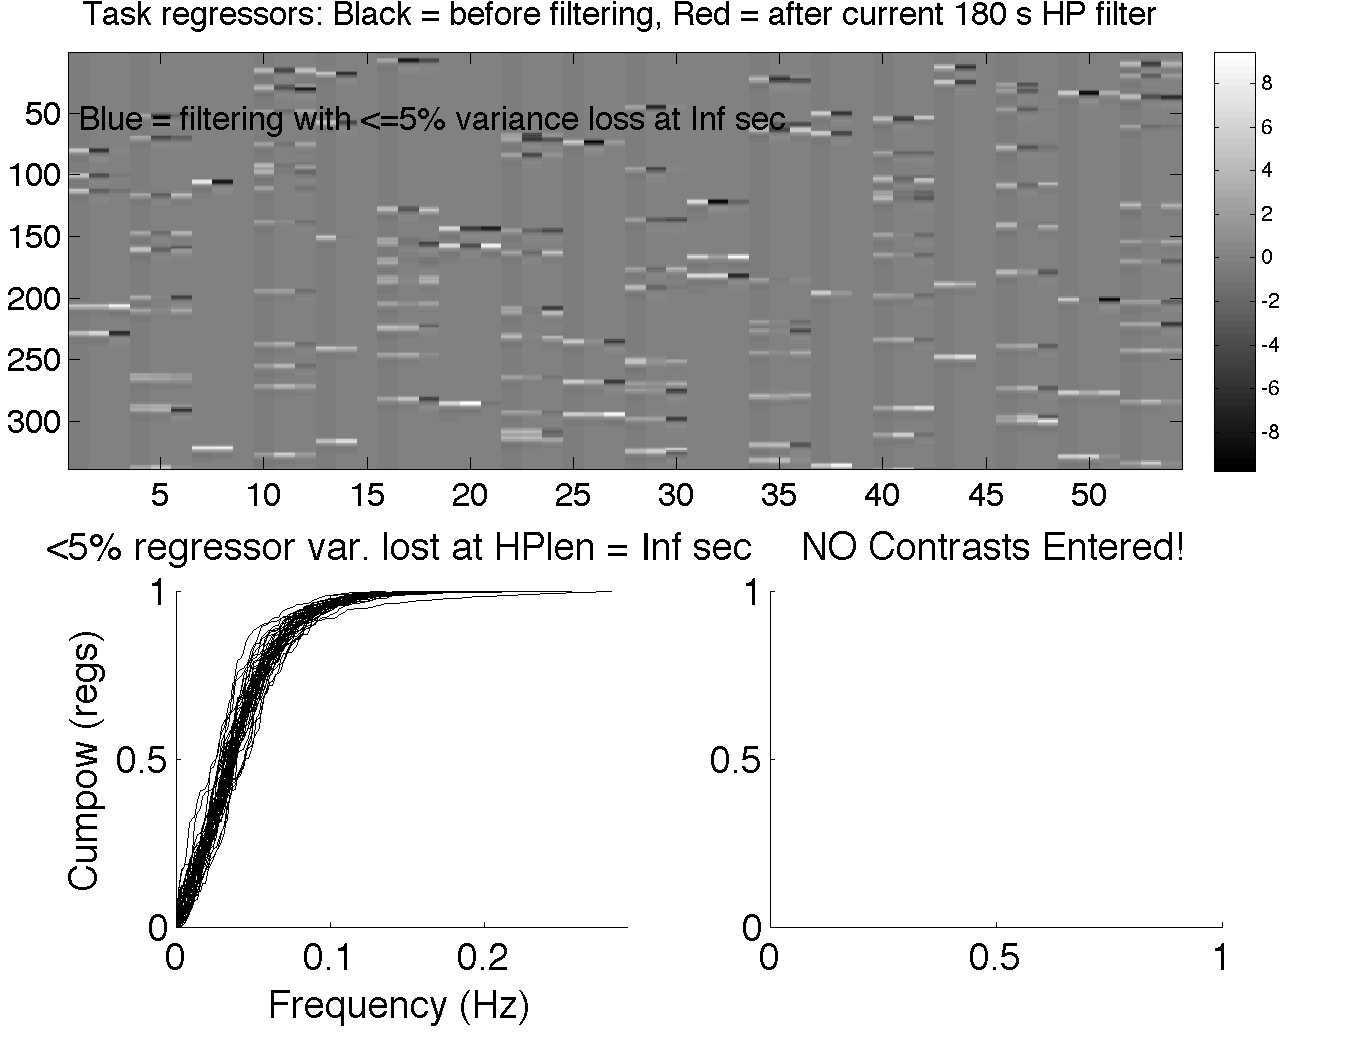 Task regressors: Black = before filtering, Red = after current 180 s HP filter
50
Blue = filtering with <=5% variance loss at Inf sec
100
150
200
250
300
5 10 15 20 25 30 35 40 45 50
8
6
4
2
0
-2
-4
-6
-8
<5% regressor var. lost at HPlen = Inf sec
1
0.5
0
Cumpow (regs)
0 0.1 0.2
Frequency (Hz)
NO Contrasts Entered!
1
0.5
0
0 0.5 1